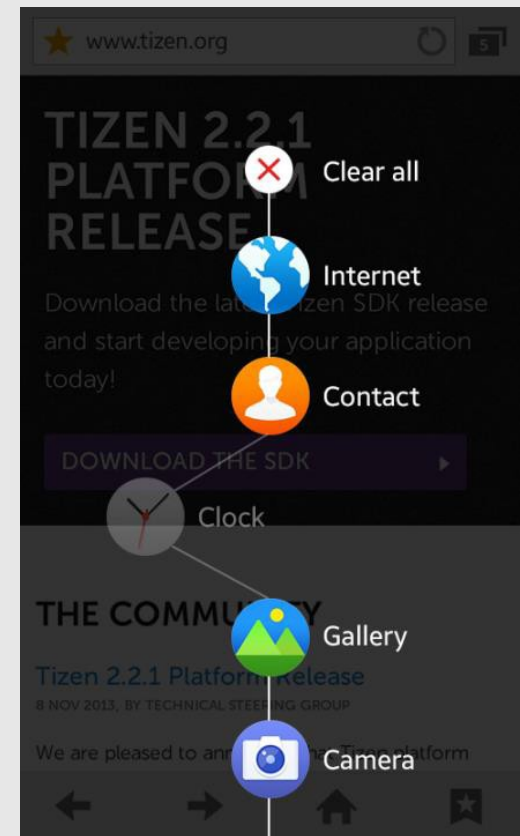 www.tizen.org
5
TIZEN 2.2.1
PLATFORM
RELEASE
Clear all
Internet
Download the latest Tizen SDK release
and start developing your application
today!
Contact
DOWNLOAD THE SDK
Clock
THE COMMUNITY
Gallery
Tizen 2.2.1 Platform Release
8 NOV 2013, BY TECHNICAL STEERING GROUP
We are pleased to announce that Tizen platform
Camera